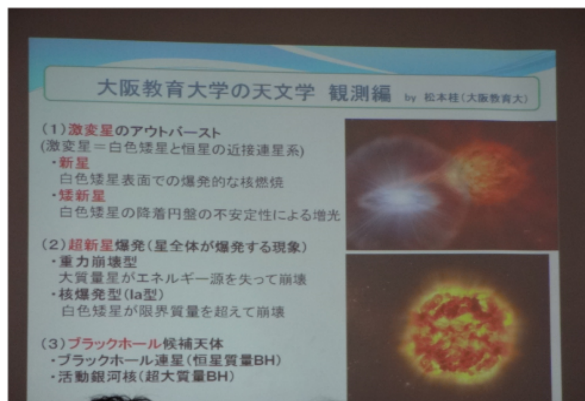 大阪教育大学の天文学 観測編 by 松本桂(大阪教育大)
(1)激変星のアウトバースト
(激変星=白色矮星と恒星の近接連星系)
・新星
白色矮星表面での爆発的な核燃焼
・矮新星
白色矮星の降着円盤の不安定性による増光
(2)超新星爆発(星全体が爆発する現象)
・重力崩壊型
大質量星がエネルギー源を失って崩壊
・核爆発型(Ia型)
白色矮星が限界質量を超えて崩壊
(3)ブラックホール候補天体
・ブラックホール連星(恒星質量BH)
・活動銀河核(超大質量BH)